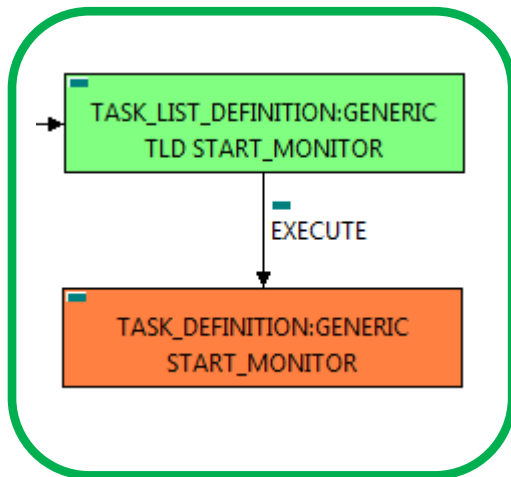 TASK_LIST_DEFINITION:GENERIC
TLD START_MONITOR
EXECUTE
TASK_DEFINITION:GENERIC
START_MONITOR